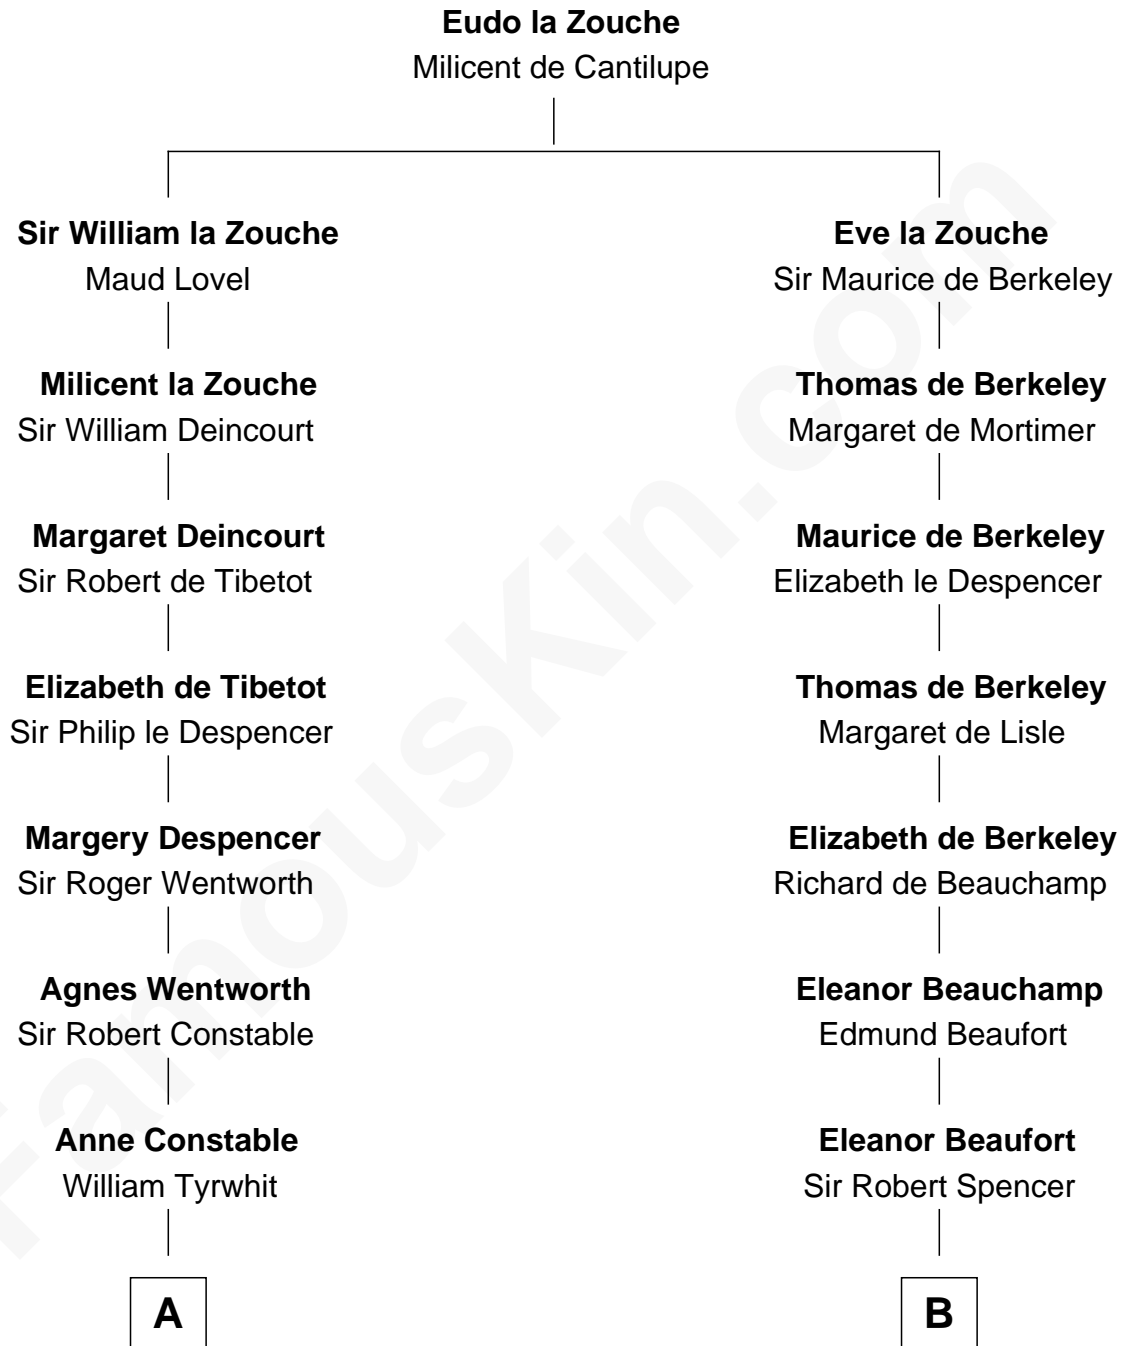 Eudo la Zouche
Milicent de Cantilupe
Sir William la Zouche
Maud Lovel
Milicent la Zouche
Sir William Deincourt
Margaret Deincourt
Sir Robert de Tibetot
Elizabeth de Tibetot
Sir Philip le Despencer
Margery Despencer
Sir Roger Wentworth
Agnes Wentworth
Sir Robert Constable
Anne Constable
William Tyrwhit
A
Eve la Zouche
Sir Maurice de Berkeley
Thomas de Berkeley
Margaret de Mortimer
Maurice de Berkeley
Elizabeth le Despencer
Thomas de Berkeley
Margaret de Lisle
Elizabeth de Berkeley
Richard de Beauchamp
Eleanor Beauchamp
Edmund Beaufort
Eleanor Beaufort
Sir Robert Spencer
B
FamousKin.com